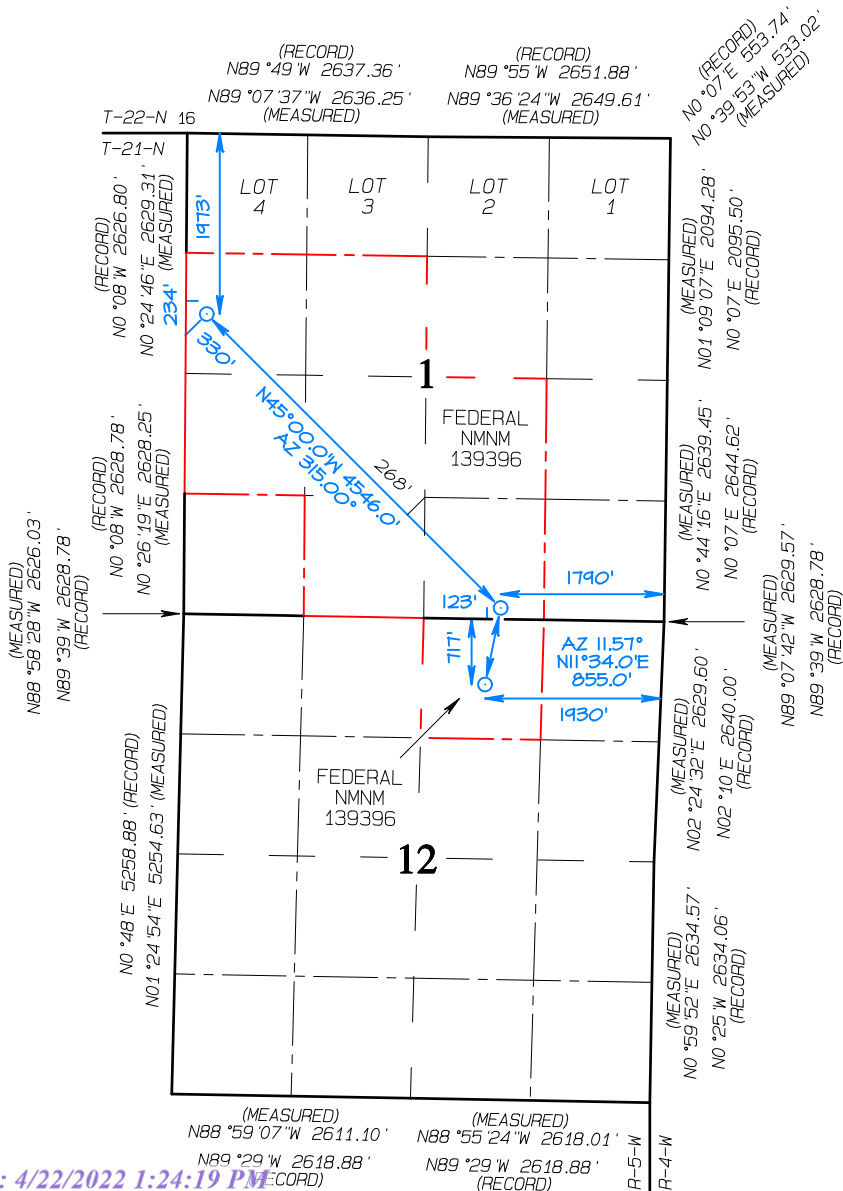 (RECORD)
N89°49'W 2637.36'
N89°07'37"W 2636.25'
(MEASURED)
(RECORD)
N89°55'W 2651.88'
N89°36'24"W 2649.61'
(MEASURED)
(RECORD)
N0°07'E 553.74'
N0°39'53"W 533.02'
(MEASURED)
T-22-N 16
T-21-N
LOT
4
LOT
3
LOT
2
LOT
1
1973'
(RECORD)
N0°08'W 2626.80'
N0°24'46"E 2629.31'
(MEASURED)
234'
330'
(MEASURED)
N01°09'07"E 2094.28'
N0°07'E 2095.50'
(RECORD)
1
N45°00.0'W 4546.0'
AZ 315.00°
268'
FEDERAL
NMNM
139396
(RECORD)
N0°08'W 2628.78'
N0°26'19"E 2628.25'
(MEASURED)
(MEASURED)
N0°44'16"E 2639.45'
N0°07'E 2644.62'
(RECORD)
(MEASURED)
N88°58'28"W 2626.03'
N89°39'W 2628.78'
(RECORD)
(MEASURED)
N89°07'42"W 2629.57'
N89°39'W 2628.78'
(RECORD)
1790'
123'
717'
AZ 11.57°
N11°34.0'E
855.0'
1930'
(MEASURED)
N02°24'32"E 2629.60'
N02°10'E 2640.00'
(RECORD)
FEDERAL
NMNM
139396
12
N0°48'E 5258.88' (RECORD)
N01°24'54"E 5254.63' (MEASURED)
(MEASURED)
N0°59'52"E 2634.57'
N0°25'W 2634.06'
(RECORD)
(MEASURED)
N88°59'07"W 2611.10'
N89°29'W 2618.88'
(RECORD)
(MEASURED)
N88°55'24"W 2618.01'
N89°29'W 2618.88'
(RECORD)
R-5-W
R-4-W
: 4/22/2022 1:24:19 PM